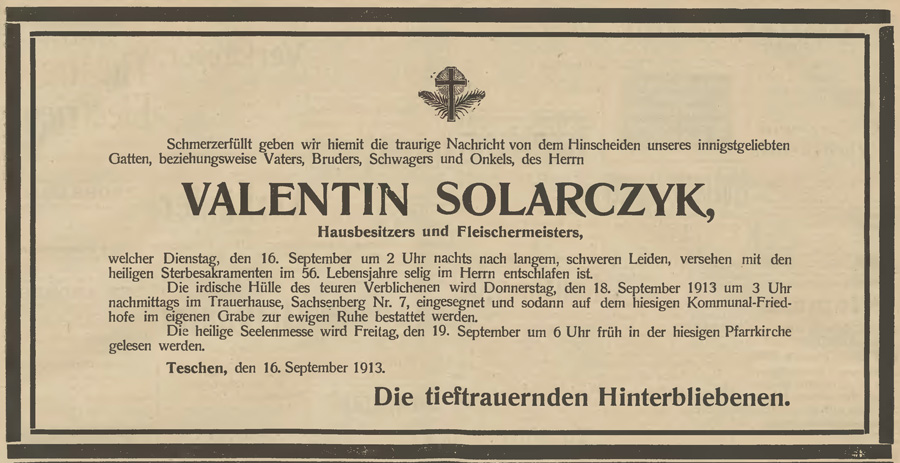 Schmerzerfüllt geben wir hiemit die traurige Nachricht von dem Hinscheiden unseres innigstgeliebten
Gatten, beziehungsweise Vaters, Bruders, Schwagers und Onkels, des Herrn
VALENTIN SOLARCZYK,
Hausbesitzers und Fleischermeisters,
welcher Dienstag, den 16. September um 2 Uhr nachts nach langem, schweren Leiden, versehen mit den
heiligen Sterbesakramenten im 56. Lebensjahre selig im Herrn entschlafen ist.
Die irdische Hülle des teuren Verblichenen wird Donnerstag, den 18. September 1913 um 3 Uhr
nachmittags im Trauerhause, Sachsenberg Nr. 7, eingesegnet und sodann auf dem hiesigen Kommunal-Fried-
hofe im eigenen Grabe zur ewigen Ruhe bestattet werden.
Die heilige Seelenmesse wird Freitag, den 19. September um 6 Uhr früh in der hiesigen Pfarrkirche
gelesen werden.
Teschen, den 16. September 1913.
Die tieftrauernden Hinterbliebenen.